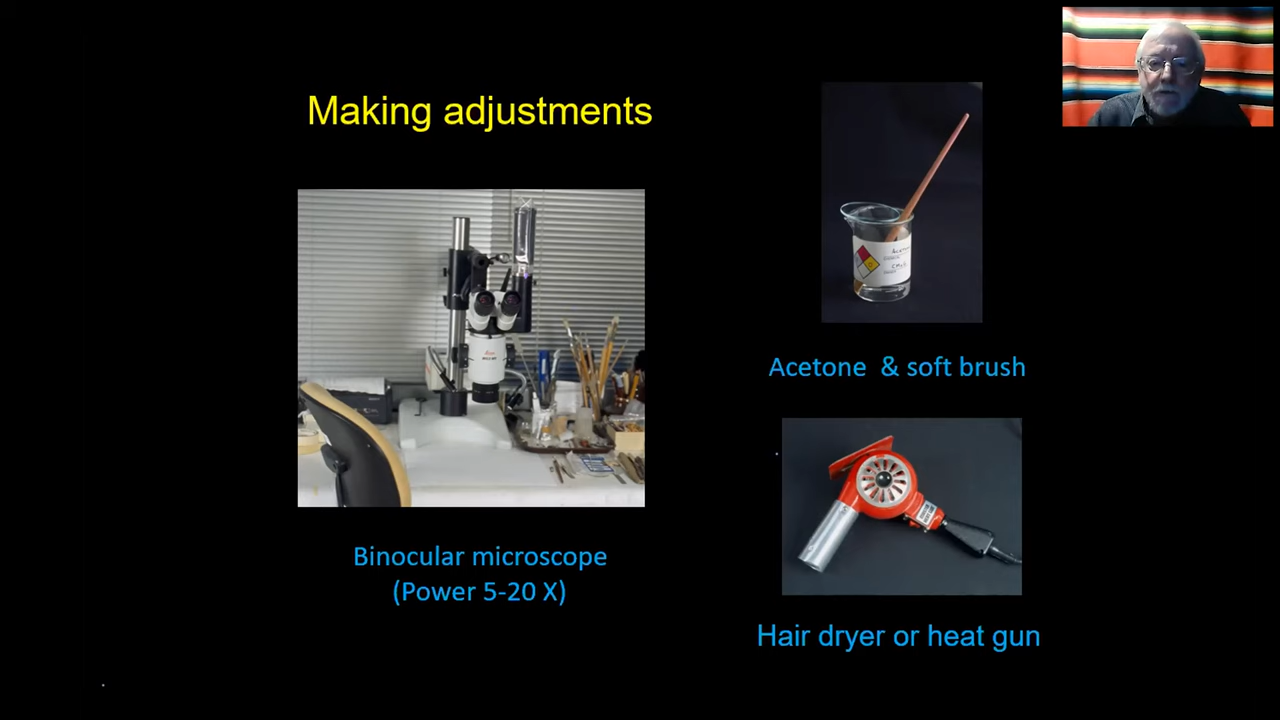 Making adjustments
Acetone & soft brush
Binocular microscope
(Power 5-20 X)
Hair dryer or heat gun